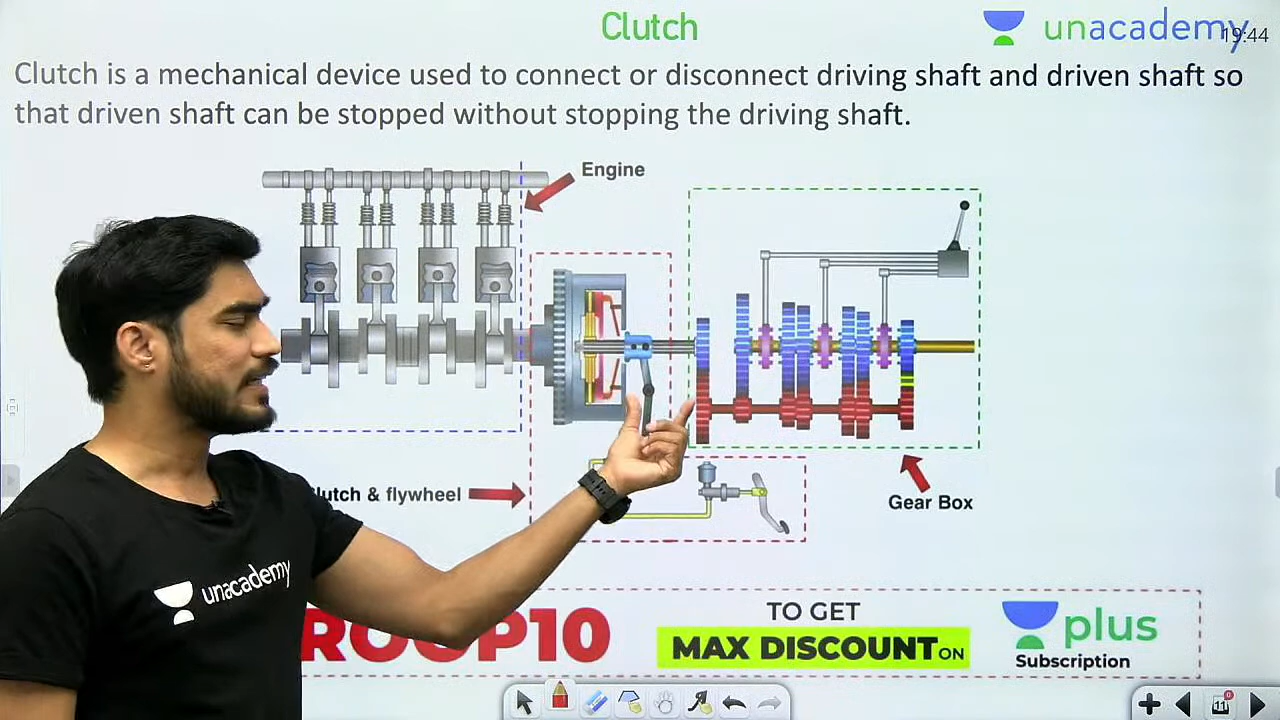 Clutch
unacademy
19:44
Clutch is a mechanical device used to connect or disconnect driving shaft and driven shaft so
that driven shaft can be stopped without stopping the driving shaft.
Engine
& flywheel
Gear Box
unacademy
TO GET
MAX DISCOUNT ON
plus
Subscription
11